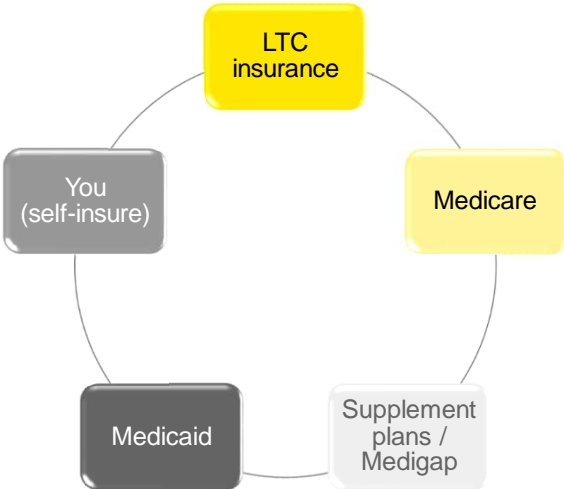 LTC
insurance
You
(self-insure)
Medicare
Medicaid
Supplement
plans /
Medigap